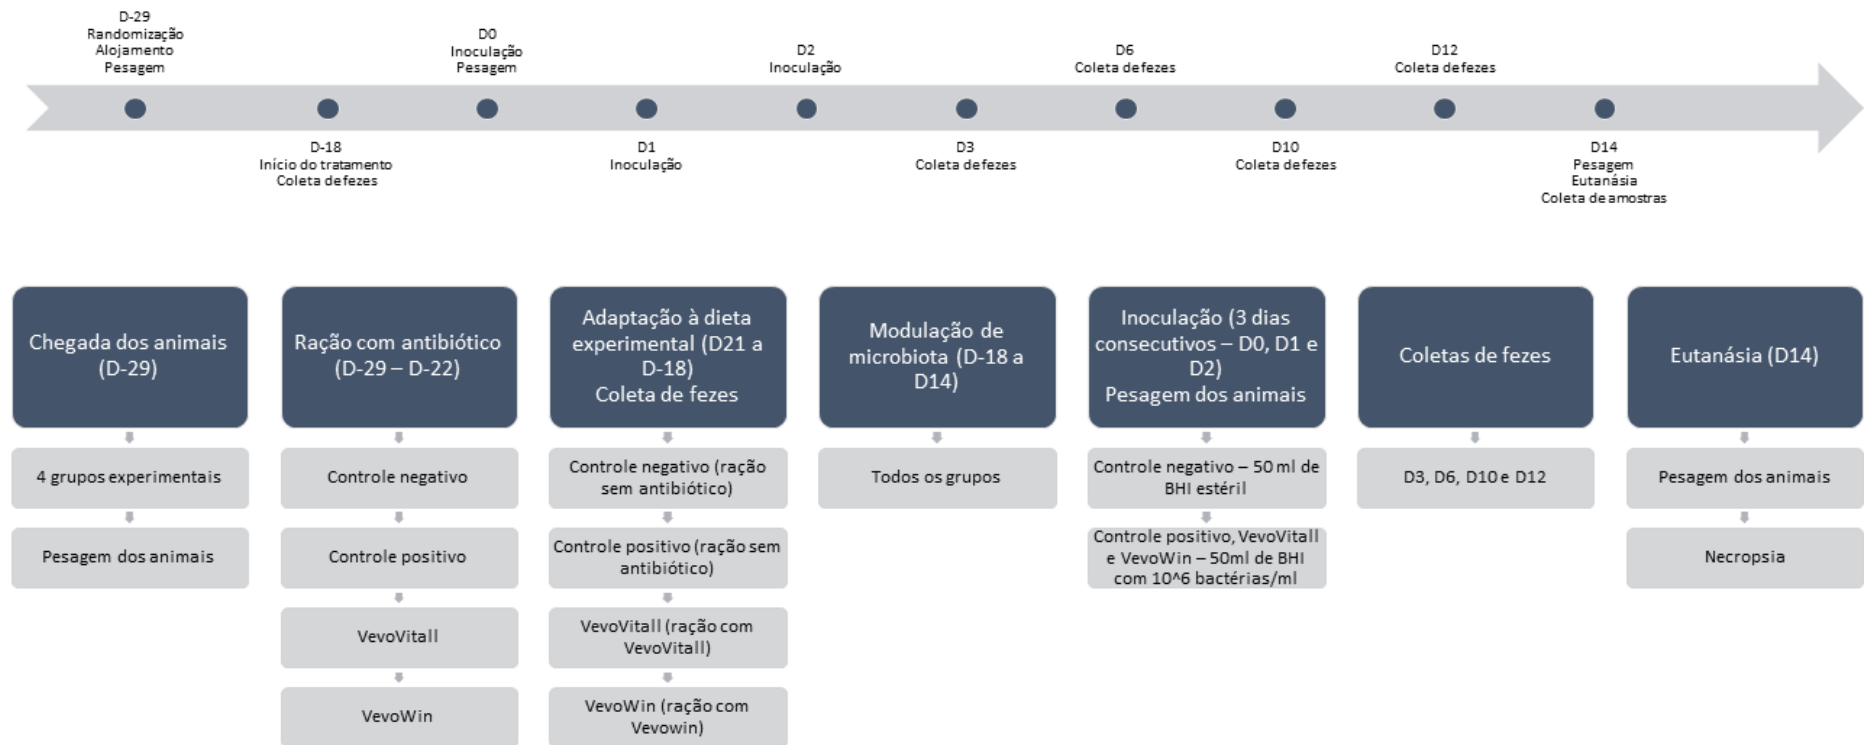 D-29
Randomização
Alojamento
Pesagem
D0
Inoculação
Pesagem
D2
Inoculação
D6
Coleta de fezes
D12
Coleta de fezes
D-18
Início do tratamento
Coleta de fezes
D1
Inoculação
D3
Coleta de fezes
D10
Coleta de fezes
D14
Pesagem
Eutanásia
Coleta de amostras
Chegada dos animais
(D-29)
4 grupos experimentais
Pesagem dos animais
Ração com antibiótico
(D-29 – D-22)
Controle negativo
Controle positivo
VevoVitall
VevoWin
Adaptação à dieta
experimental (D21 a
D-18)
Coleta de fezes
Controle negativo (ração
sem antibiótico)
Controle positivo (ração sem
antibiótico)
VevoVitall (ração com
VevoVitall)
VevoWin (ração com
Vevowin)
Modulação de
microbiota (D-18 a
D14)
Todos os grupos
Inoculação (3 dias
consecutivos – D0, D1 e
D2)
Pesagem dos animais
Controle negativo – 50 ml de
BHI estéril
Controle positivo, VevoVitall
e VevoWin – 50ml de BHI
com 10^6 bactérias/ml
Coletas de fezes
D3, D6, D10 e D12
Eutanásia (D14)
Pesagem dos animais
Necropsia